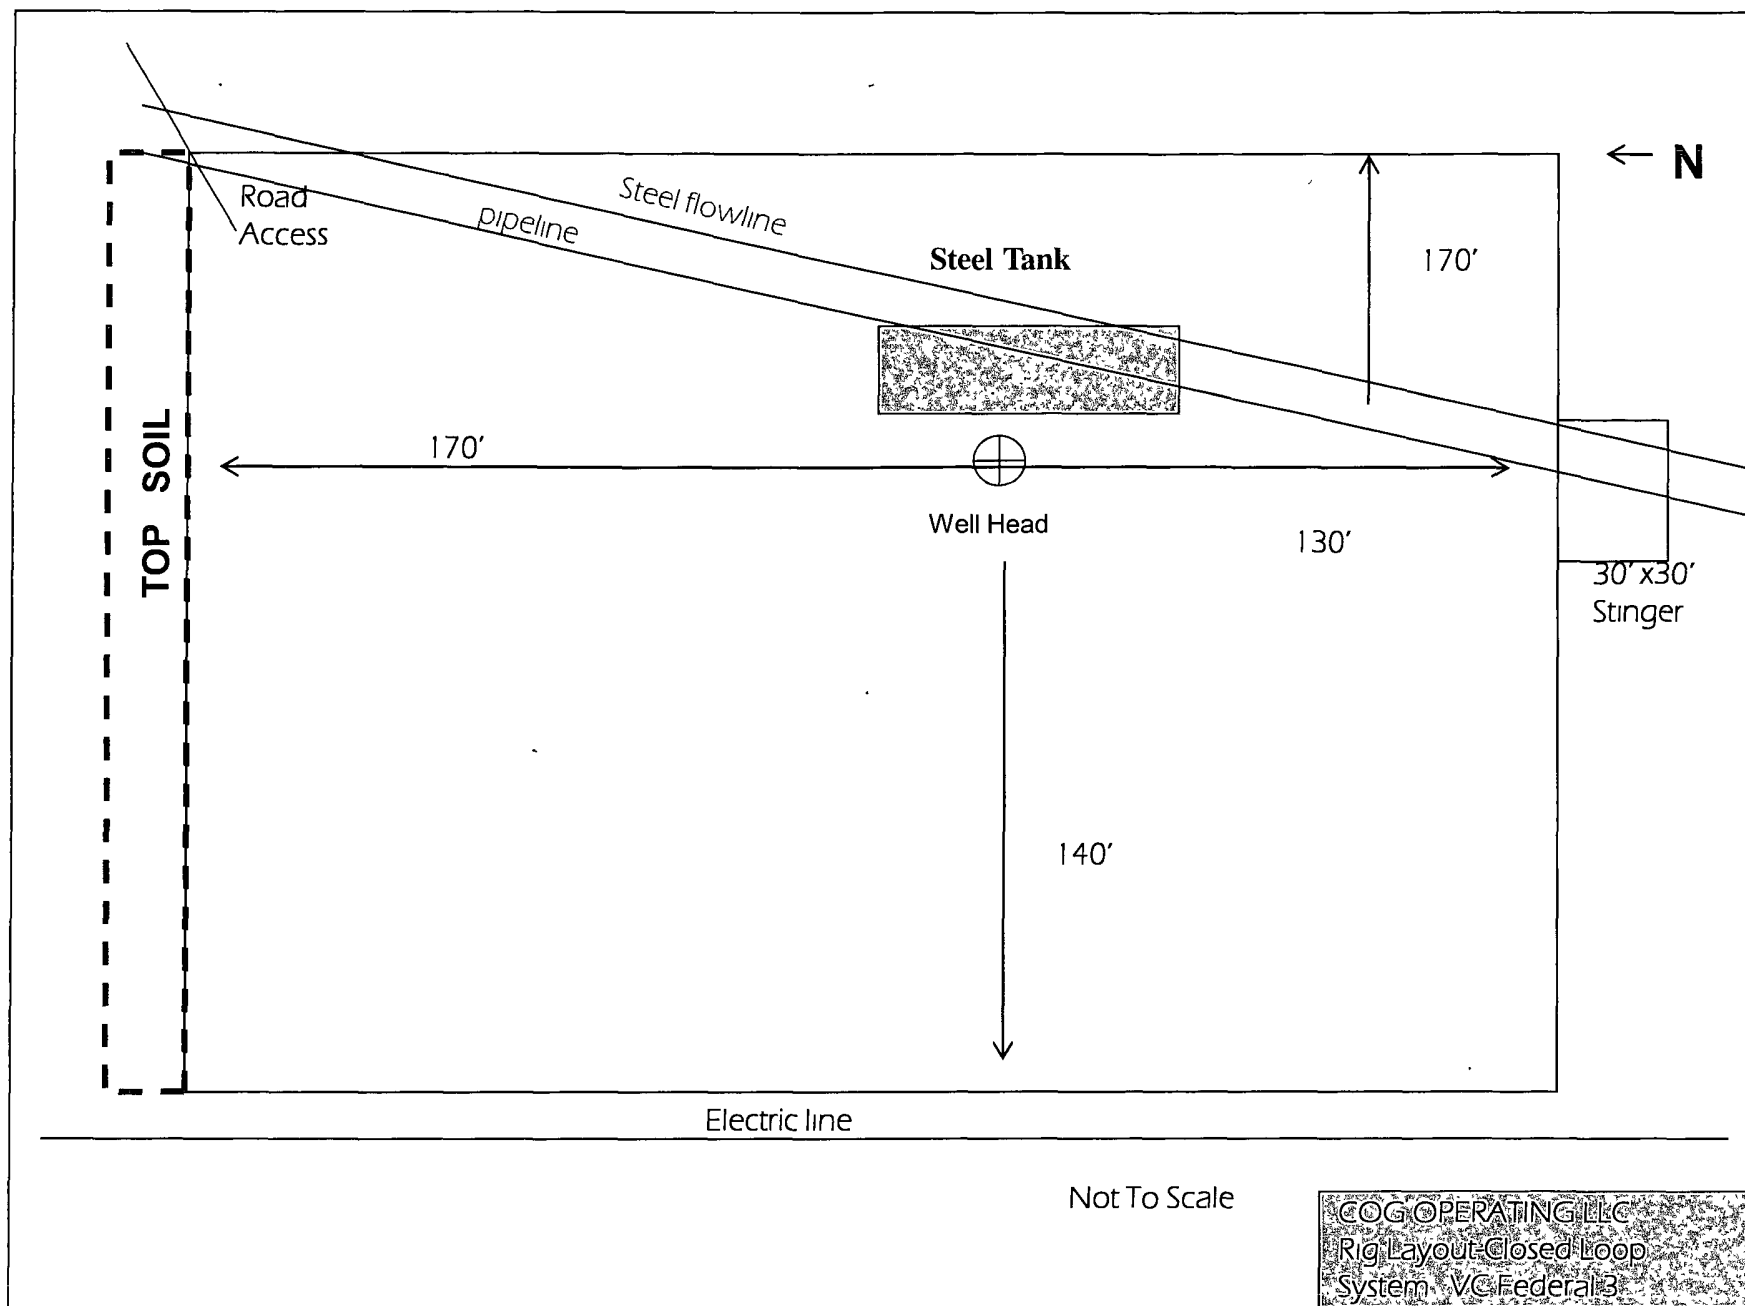 N
Road
Access
Steel flowline
pipeline
Steel Tank
170'
TOP SOIL
170'
Well Head
130'
30' x30'
Stinger
140'
Electric line
Not To Scale
COG OPERATING LLC
Rig Layout-Closed Loop
System VC Federal 3